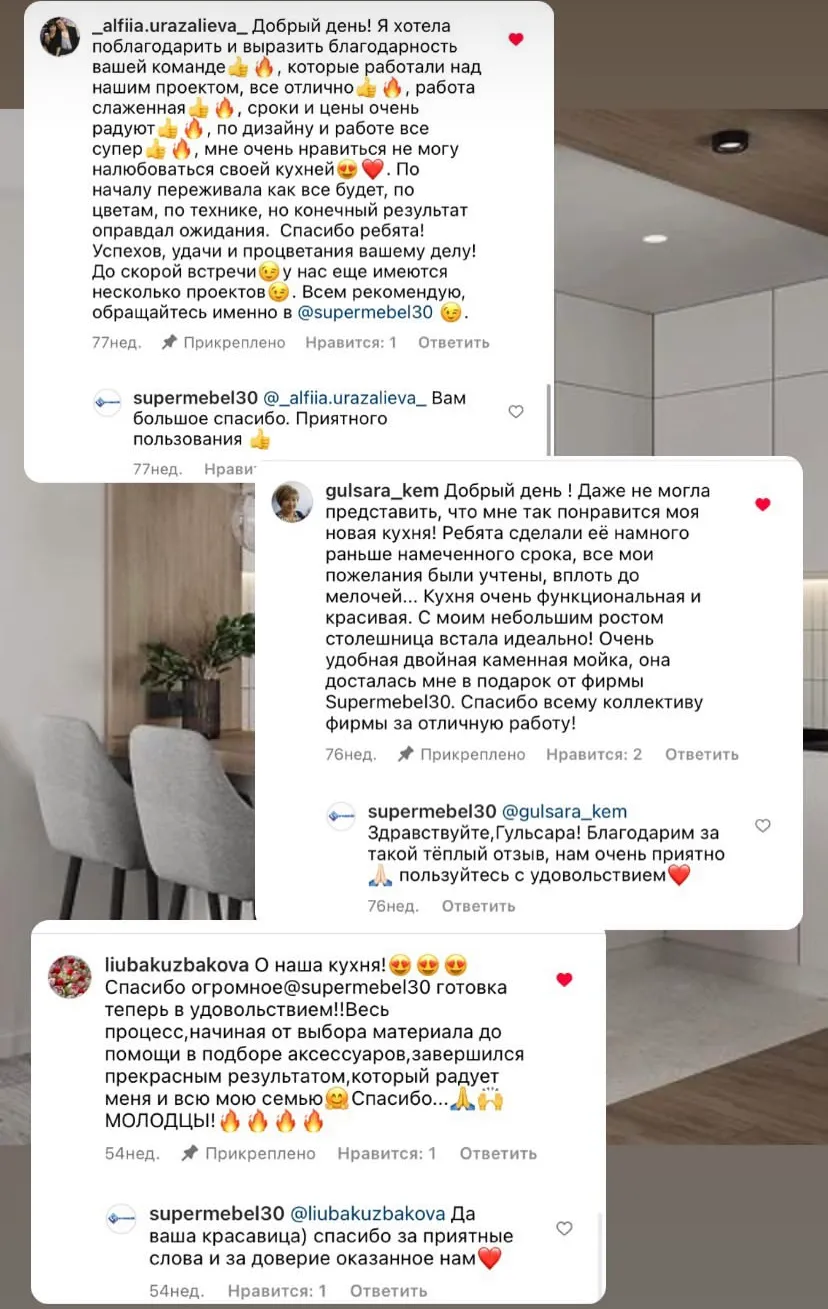 _alfiia.urazalieva_ Добрый день! Я хотела
поблагодарить и выразить благодарность
вашей команде👍🔥, которые работали над
нашим проектом, все отлично👍🔥, работа
слаженная👍🔥, сроки и цены очень
радуют👍🔥, по дизайну и работе все
супер👍🔥, мне очень нравиться не могу
налюбоваться своей кухней😍❤️. По
началу переживала как все будет, по
цветам, по технике, но конечный результат
оправдал ожидания. Спасибо ребята!
Успехов, удачи и процветания вашему делу!
До скорой встречи😉у нас еще имеются
несколько проектов😉. Всем рекомендую,
обращайтесь именно в @supermebel30 😉.
77нед. Прикреплено Нравится: 1 Ответить
supermebel30 @_alfiia.urazalieva_ Вам
большое спасибо. Приятного
пользования 👍
77нед. Нрави
gulsara_kem Добрый день ! Даже не могла
представить, что мне так понравится моя
новая кухня! Ребята сделали её намного
раньше намеченного срока, все мои
пожелания были учтены, вплоть до
мелочей... Кухня очень функциональная и
красивая. С моим небольшим ростом
столешница встала идеально! Очень
удобная двойная каменная мойка, она
досталась мне в подарок от фирмы
Supermebel30. Спасибо всему коллективу
фирмы за отличную работу!
76нед. Прикреплено Нравится: 2 Ответить
supermebel30 @gulsara_kem
Здравствуйте,Гульсара! Благодарим за
такой тёплый отзыв, нам очень приятно
🙏🏻 пользуйтесь с удовольствием❤️
76нед. Ответить
liubakuzbakova О наша кухня!😍😍😍
Спасибо огромное@supermebel30 готовка
теперь в удовольствием!!Весь
процесс,начиная от выбора материала до
помощи в подборе аксессуаров,завершился
прекрасным результатом,который радует
меня и всю мою семью🤗Спасибо...🙏🙌
МОЛОДЦЫ!🔥🔥🔥🔥
54нед. Прикреплено Нравится: 1 Ответить
supermebel30 @liubakuzbakova Да
ваша красавица) спасибо за приятные
слова и за доверие оказанное нам❤️
54нед. Нравится: 1 Ответить